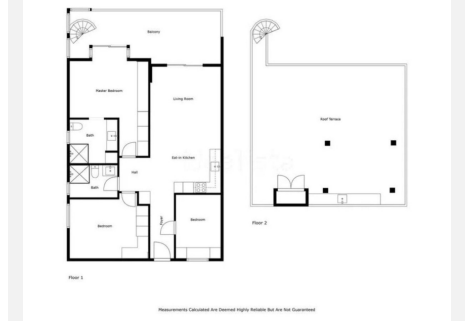 Balcony
Master Bedroom
Living Room
Roof Terrace
Bath
Eat-in Kitchen
Hall
Bath
Foyer
Bedroom
Bedroom
Floor 2
Floor 1
Measurements Calculated Are Deemed Highly Reliable But Are Not Guaranteed